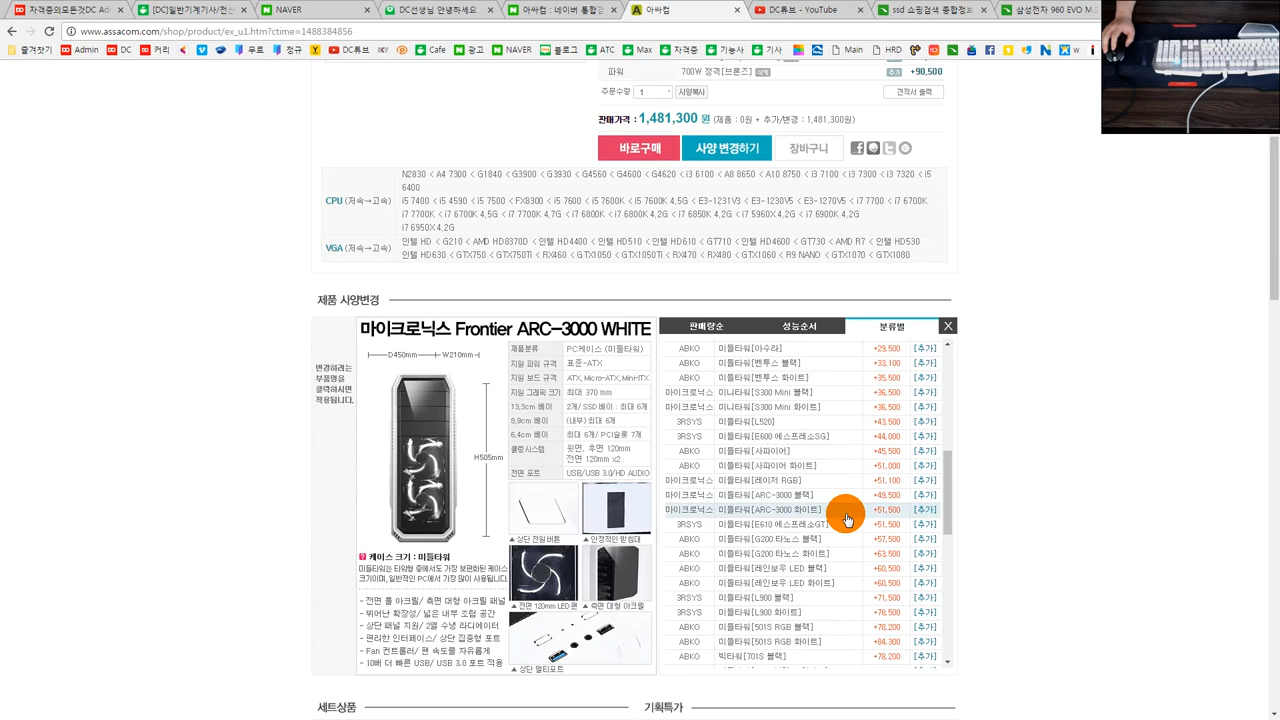 자격증의모든것DC Ad
[DC]일반기계기사/전산
NAVER
DC선생님 안녕하세요.
아싸컴 : 네이버 통합검
아싸컴
DC튜브 - YouTube
ssd 쇼핑검색 종합정보
삼성전자 960 EVO M
www.assacom.com/shop/product/ex_u1.htm?ctime=1488384856
즐겨찾기 Admin DC 커리 우루 정규 DC튜브 Cafe 광고 NAVER 블로그 ATC Max 자격증 기능사 기사 Main HRD
파워 700W 정격[브론즈] 삭제 추가 +90,500
주문수량 1 사양복사 견적서 출력
판매가격 : 1,481,300 원 (제품 : 0원 + 추가/변경 : 1,481,300원)
바로구매 사양 변경하기 장바구니
CPU (저속→고속)
N2830 < A4 7300 < G1840 < G3900 < G3930 < G4560 < G4600 < G4620 < i3 6100 < A8 8650 < A10 8750 < i3 7100 < i3 7300 < i3 7320 < i5
6400
i5 7400 < i5 4590 < i5 7500 < FX8300 < i5 7600 < i5 7600K < i5 7600K 4,5G < E3-1231V3 < E3-1230V5 < E3-1270V5 < i7 7700 < i7 6700K
i7 7700K < i7 6700K 4,5G < i7 7700K 4,7G < i7 6800K < i7 6800K 4,2G < i7 6850K 4,2G < i7 5960X 4,2G < i7 6900K 4,2G
i7 6950X 4,2G
VGA (저속→고속)
인텔 HD < G210 < AMD HD8370D < 인텔 HD4400 < 인텔 HD510 < 인텔 HD610 < GT710 < 인텔 HD4600 < GT730 < AMD R7 < 인텔 HD530
인텔 HD630 < GTX750 < GTX750Ti < RX460 < GTX1050 < GTX1050Ti < RX470 < RX480 < GTX1060 < R9 NANO < GTX1070 < GTX1080
제품 사양변경
변경하려는
부품명을
클릭하시면
적용됩니다.
마이크로닉스 Frontier ARC-3000 WHITE
D450mm W210mm
H505mm
제품분류 PC케이스 (미들타워)
지원 파워 규격 표준-ATX
지원 보드 규격 ATX, Micro-ATX, Mini-ITX
지원 그래픽 크기 최대 370 mm
13,3cm 베이 2개/ SSD 베이 : 최대 6개
8,9cm 베이 (내부) 최대 6개
6,4cm 베이 최대 6개/ PCI슬롯 7개
쿨링시스템 윗면, 후면 120mm
전면 120mm x2
전면 포트 USB/USB 3,0/HD AUDIO
▲ 상단 전원버튼 ▲ 안정적인 받침대
▲ 전면 120mm LED 팬 ▲ 측면 대형 아크릴
▲ 상단 멀티포트
? 케이스 크기 : 미들타워
미들타워는 타워형 중에서도 가장 보편화된 케이스
크기이며, 일반적인 PC에서 가장 많이 사용됩니다.
- 전면 풀 아크릴/ 측면 대형 아크릴 패널
- 뛰어난 확장성/ 넓은 내부 조립 공간
- 상단 패널 지원/ 2열 수냉 라디에이터
- 편리한 인터페이스/ 상단 집중형 포트
- Fan 컨트롤러/ 팬 속도를 자유롭게
- 10배 더 빠른 USB/ USB 3.0 포트 적용
판매량순 성능순서 분류별 X
ABKO 미들타워[아수라] +29,500 [추가]
ABKO 미들타워[벤투스 블랙] +33,100 [추가]
ABKO 미들타워[벤투스 화이트] +35,500 [추가]
마이크로닉스 미니타워[S300 Mini 블랙] +36,500 [추가]
마이크로닉스 미니타워[S300 Mini 화이트] +36,500 [추가]
3RSYS 미들타워[L520] +43,500 [추가]
3RSYS 미들타워[E600 에스프레소SG] +44,000 [추가]
ABKO 미들타워[사파이어] +45,500 [추가]
ABKO 미들타워[사파이어 화이트] +51,000 [추가]
마이크로닉스 미들타워[레이저 RGB] +51,100 [추가]
마이크로닉스 미들타워[ARC-3000 블랙] +49,500 [추가]
마이크로닉스 미들타워[ARC-3000 화이트] +51,500 [추가]
3RSYS 미들타워[E610 에스프레소GT] +51,500 [추가]
ABKO 미들타워[G200 타노스 블랙] +57,500 [추가]
ABKO 미들타워[G200 타노스 화이트] +63,500 [추가]
ABKO 미들타워[레인보우 LED 블랙] +60,500 [추가]
ABKO 미들타워[레인보우 LED 화이트] +60,500 [추가]
3RSYS 미들타워[L900 블랙] +71,500 [추가]
3RSYS 미들타워[L900 화이트] +78,500 [추가]
ABKO 미들타워[501S RGB 블랙] +78,200 [추가]
ABKO 미들타워[501S RGB 화이트] +84,300 [추가]
ABKO 빅타워[701S 블랙] +78,200 [추가]
세트상품 기획특가